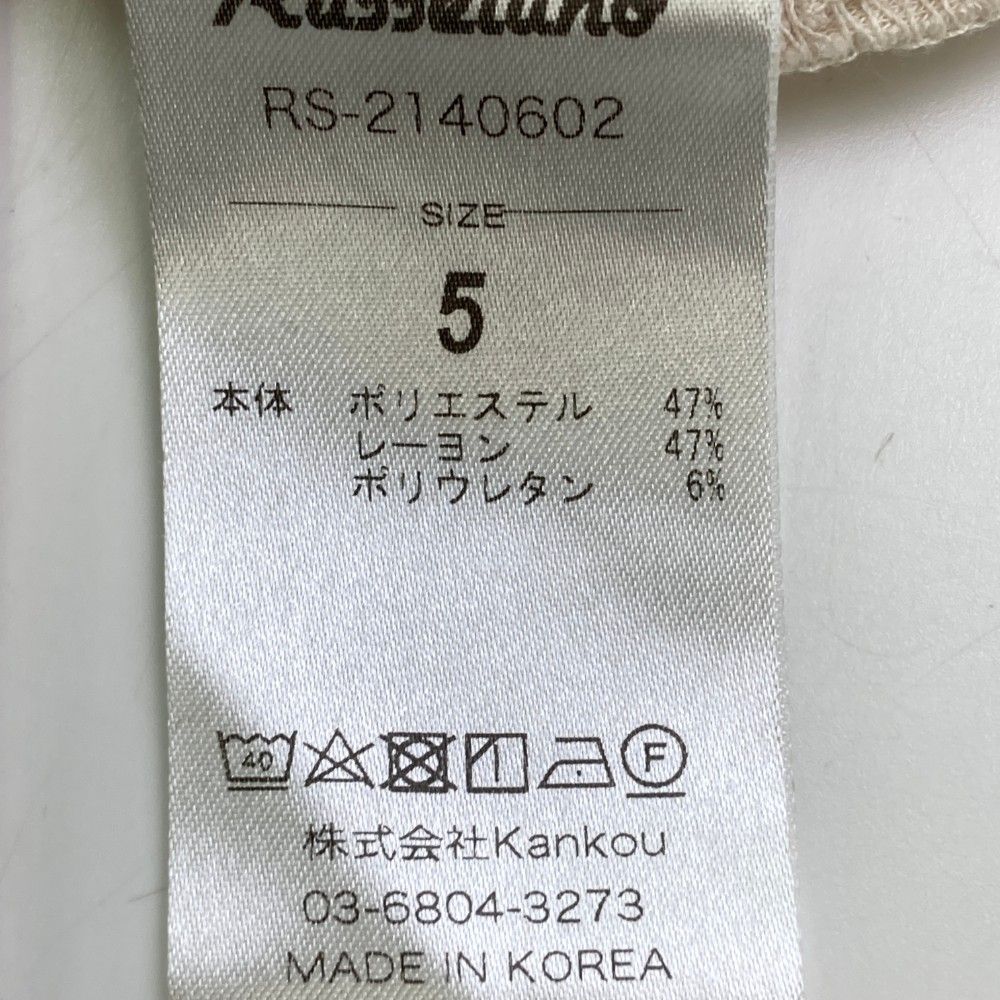 RS-2140602
SIZE
5
本体 ポリエステル 47%
レーヨン 47%
ポリウレタン 6%
40 F
株式会社Kankou
03-6804-3273
MADE IN KOREA